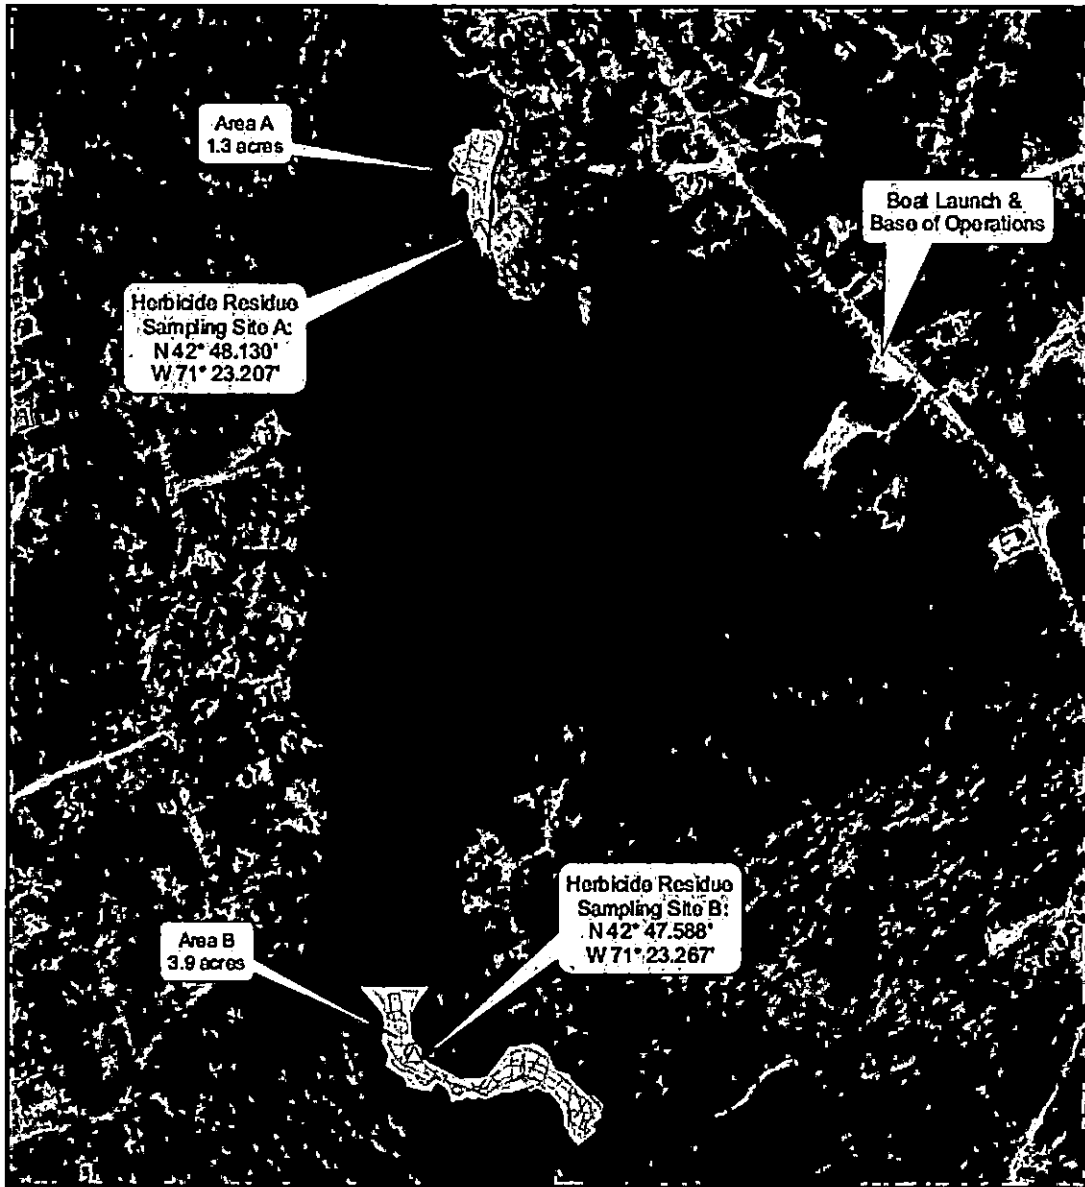 Area A
1.3 acres
Boat Launch &
Base of Operations
Herbicide Residue
Sampling Site A:
N 42° 48.130'
W 71° 23.207'
Herbicide Residue
Sampling Site B:
N 42° 47.588'
W 71° 23.267'
Area B
3.9 acres